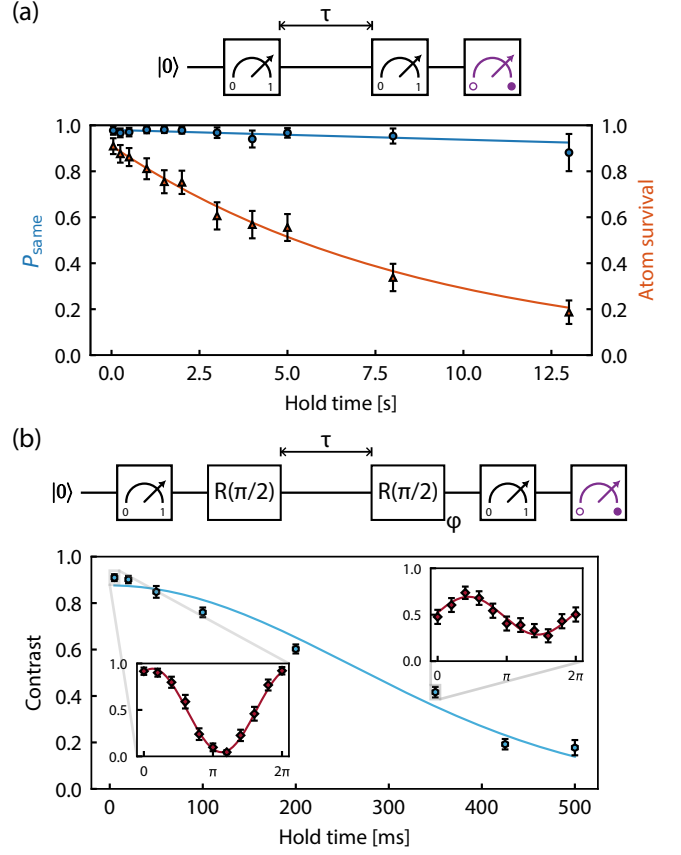 (a)
τ
|0⟩
0 1
0 1
1.0
0.8
0.6
0.4
0.2
0.0
P_same
1.0
0.8
0.6
0.4
0.2
0.0
Atom survival
0.0 2.5 5.0 7.5 10.0 12.5
Hold time [s]
(b)
τ
|0⟩
0 1
R(π/2)
R(π/2)
φ
0 1
1.0
0.8
0.6
0.4
0.2
0.0
Contrast
1.0
0.5
0.0
0 π 2π
1.0
0.5
0.0
0 π 2π
0 100 200 300 400 500
Hold time [ms]